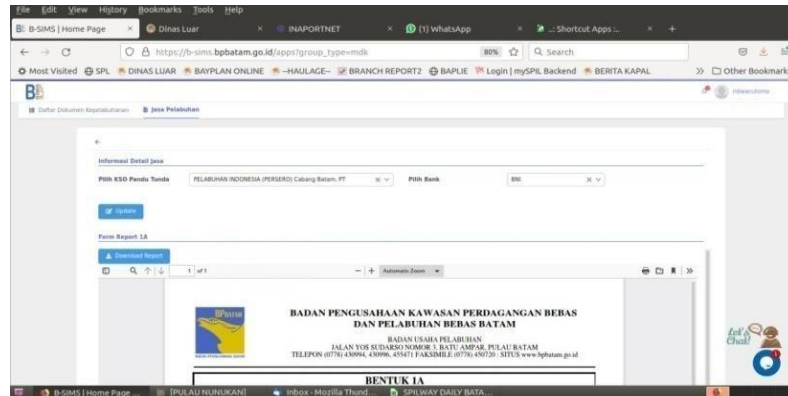 File Edit View History Bookmarks Tools Help
B-SIMS | Home Page × Dinas Luar × INAPORTNET × (1) WhatsApp × ..: Shortcut Apps :.. × +
https://b-sims.bpbatam.go.id/apps?group_type=mdk 80% Search
Most Visited SPL DINAS LUAR BAYPLAN ONLINE ~HAULAGE~ BRANCH REPORT2 BAPLIE Login | mySPIL Backend BERITA KAPAL Other Bookmark
Daftar Dokumen Kepelabuhanan Jasa Pelabuhan
Informasi Detail Jasa
Pilih KSO Pandu Tunda PELABUHAN INDONESIA (PERSERO) Cabang Batam, PT Pilih Bank BNI
Update
Form Report 1A
Download Report
1 of 1 − + Automatic Zoom
BP BATAM
BADAN PENGUSAHAAN KAWASAN PERDAGANGAN BEBAS
DAN PELABUHAN BEBAS BATAM
BADAN USAHA PELABUHAN
JALAN YOS SUDARSO NOMOR 3, BATU AMPAR, PULAU BATAM
TELEPON (0778) 430994, 430996, 455471 FAKSIMILE (0778) 450720 : SITUS www.bpbatam.go.id
BENTUK 1A
Let's Chat!
B-SIMS | Home Page ... [PULAU NUNUKAN] Inbox - Mozilla Thund... SPILWAY DAILY BATA...